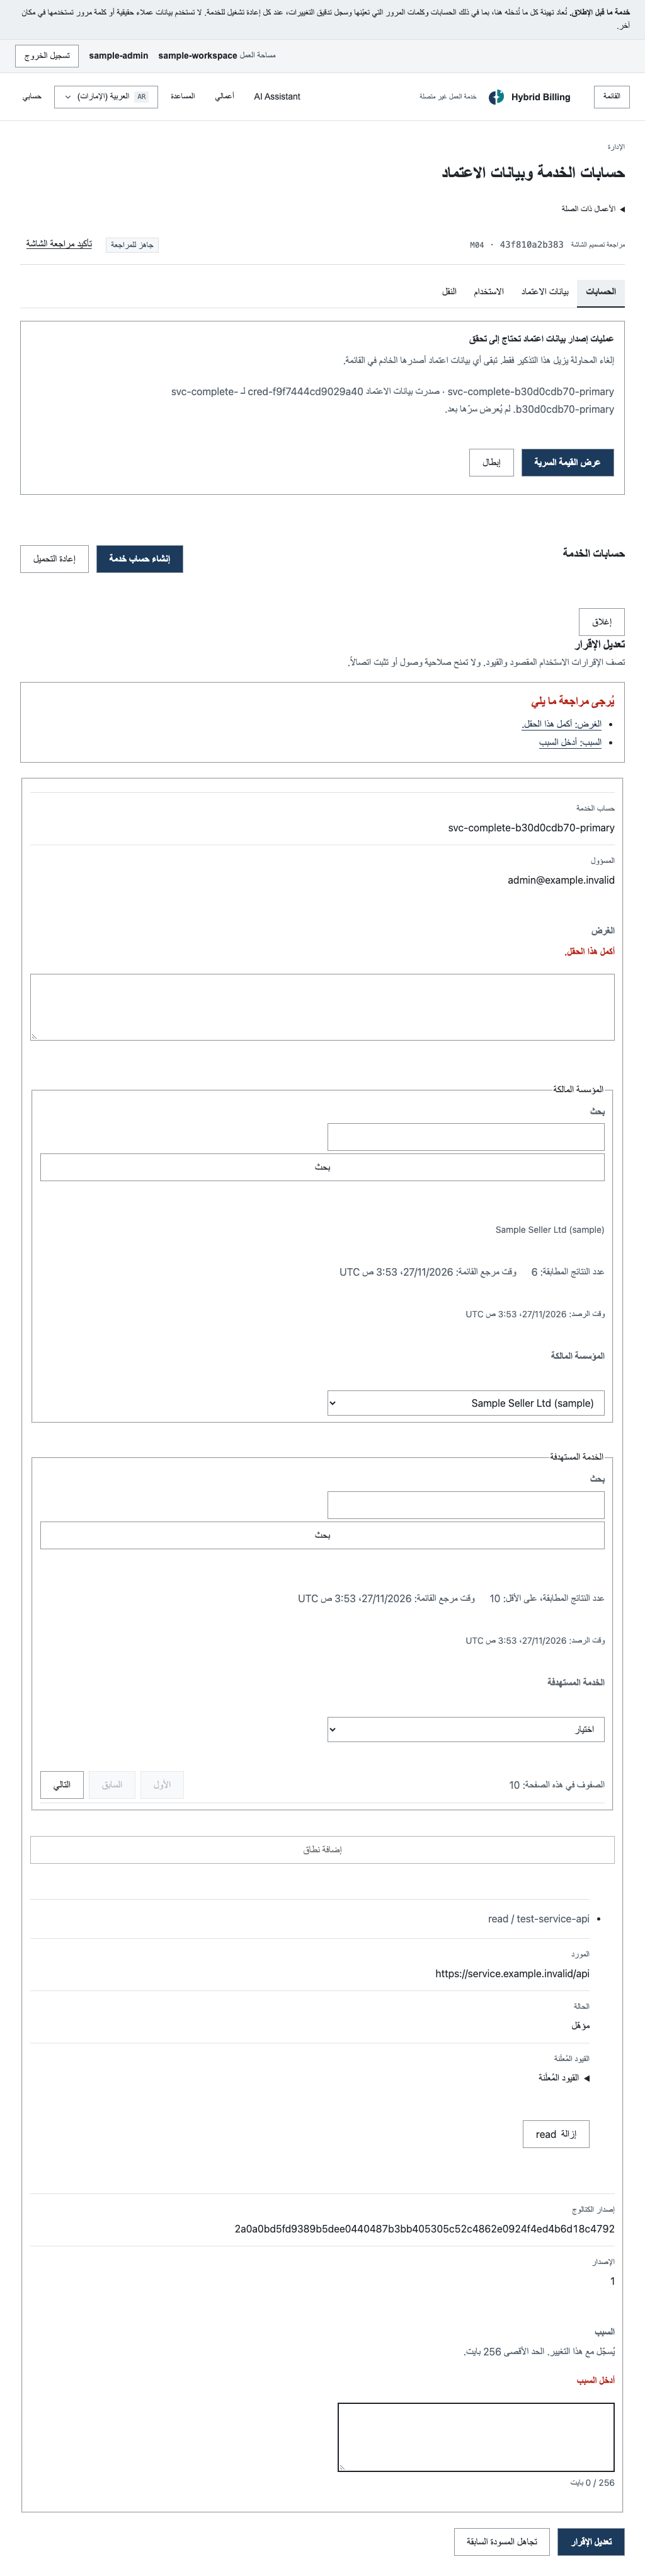 خدمة ما قبل الإطلاق. تُعاد تهيئة كل ما تُدخله هنا، بما في ذلك الحسابات وكلمات المرور التي تعيّنها وسجل تدقيق التغييرات، عند كل إعادة تشغيل للخدمة. لا تستخدم بيانات عملاء حقيقية أو كلمة مرور تستخدمها في مكان
آخر.
مساحة العمل sample-workspace sample-admin تسجيل الخروج
القائمة Hybrid Billing خدمة العمل غير متصلة AI Assistant أعمالي المساعدة AR العربية (الإمارات) حسابي
الإدارة
حسابات الخدمة وبيانات الاعتماد
الأعمال ذات الصلة
مراجعة تصميم الشاشة M04 · 43f810a2b383 جاهز للمراجعة تأكيد مراجعة الشاشة
الحسابات بيانات الاعتماد الاستخدام النقل
عمليات إصدار بيانات اعتماد تحتاج إلى تحقق
إلغاء المحاولة يزيل هذا التذكير فقط. تبقى أي بيانات اعتماد أصدرها الخادم في القائمة.
svc-complete-b30d0cdb70-primary · صدرت بيانات الاعتماد cred-f9f7444cd9029a40 لـ svc-complete-
b30d0cdb70-primary. لم يُعرض سرّها بعد.
عرض القيمة السرية إبطال
حسابات الخدمة إنشاء حساب خدمة إعادة التحميل
إغلاق
تعديل الإقرار
تصف الإقرارات الاستخدام المقصود والقيود. ولا تمنح صلاحية وصول أو تثبت اتصالاً.
يُرجى مراجعة ما يلي
الغرض: أكمل هذا الحقل.
السبب: أدخل السبب
حساب الخدمة
svc-complete-b30d0cdb70-primary
المسؤول
admin@example.invalid
الغرض
أكمل هذا الحقل.
المؤسسة المالكة
بحث
بحث
Sample Seller Ltd (sample)
عدد النتائج المطابقة: 6 وقت مرجع القائمة: 27/11/2026، 3:53 ص UTC
وقت الرصد: 27/11/2026، 3:53 ص UTC
المؤسسة المالكة
Sample Seller Ltd (sample)
الخدمة المستهدفة
بحث
بحث
عدد النتائج المطابقة، على الأقل: 10 وقت مرجع القائمة: 27/11/2026، 3:53 ص UTC
وقت الرصد: 27/11/2026، 3:53 ص UTC
الخدمة المستهدفة
اختيار
الصفوف في هذه الصفحة: 10 الأول السابق التالي
إضافة نطاق
read / test-service-api
المورد
https://service.example.invalid/api
الحالة
مؤهّل
القيود المُعلَنة
القيود المُعلَنة
إزالة read
إصدار الكتالوج
2a0a0bd5fd9389b5dee0440487b3bb405305c52c4862e0924f4ed4b6d18c4792
الإصدار
1
السبب
يُسجَّل مع هذا التغيير. الحد الأقصى 256 بايت.
أدخل السبب
256 / 0 بايت
تعديل الإقرار تجاهل المسودة السابقة